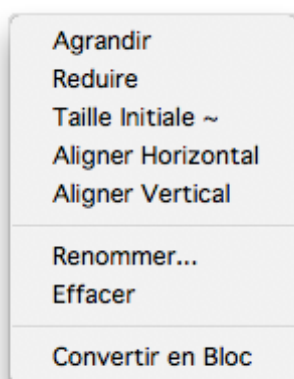 Agrandir
Reduire
Taille Initiale ~
Aligner Horizontal
Aligner Vertical
Renommer...
Effacer
Convertir en Bloc